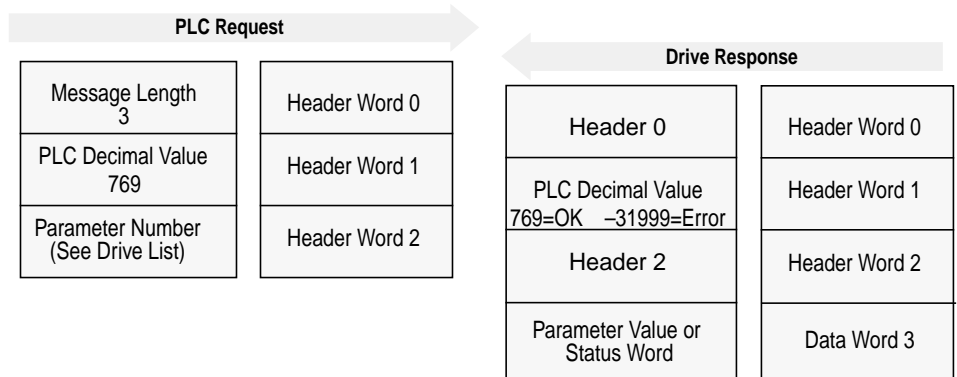 PLC Request
Message Length
3
Header Word 0
PLC Decimal Value
769
Header Word 1
Parameter Number
(See Drive List)
Header Word 2
Drive Response
Header 0
Header Word 0
PLC Decimal Value
769=OK –31999=Error
Header Word 1
Header 2
Header Word 2
Parameter Value or
Status Word
Data Word 3